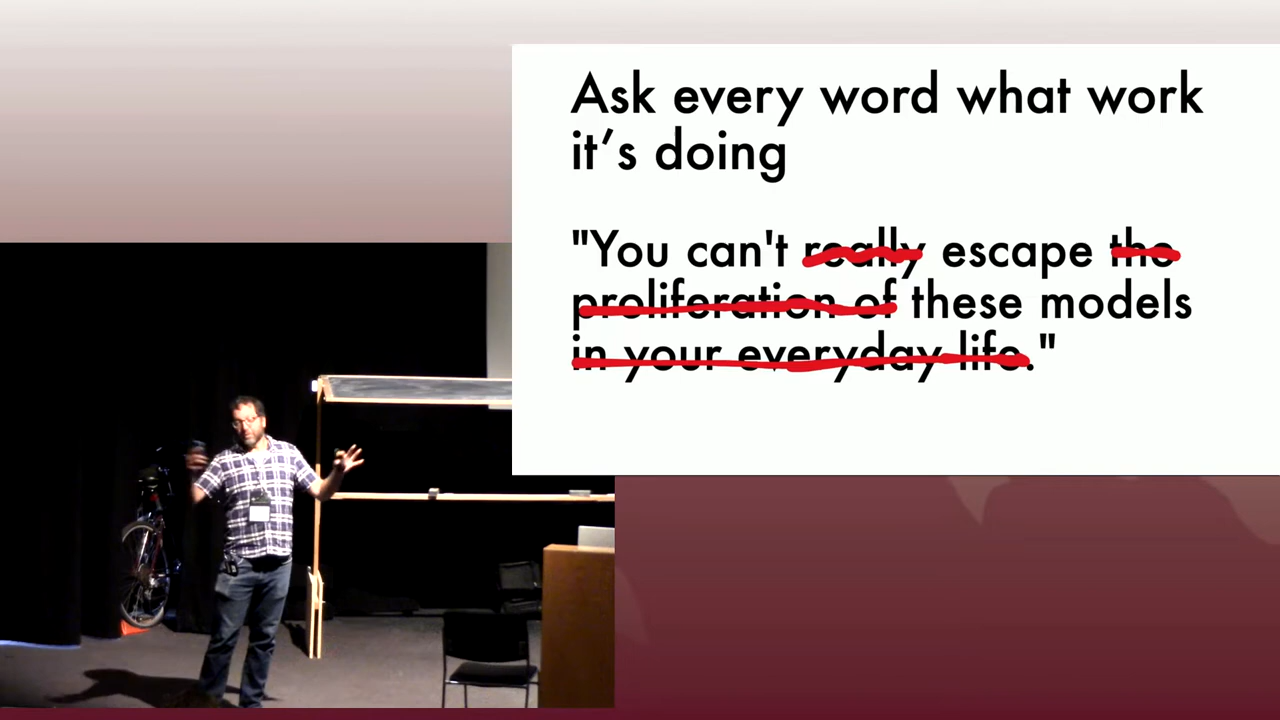 Ask every word what work
it’s doing
"You can't really escape the
proliferation of these models
in your everyday life."